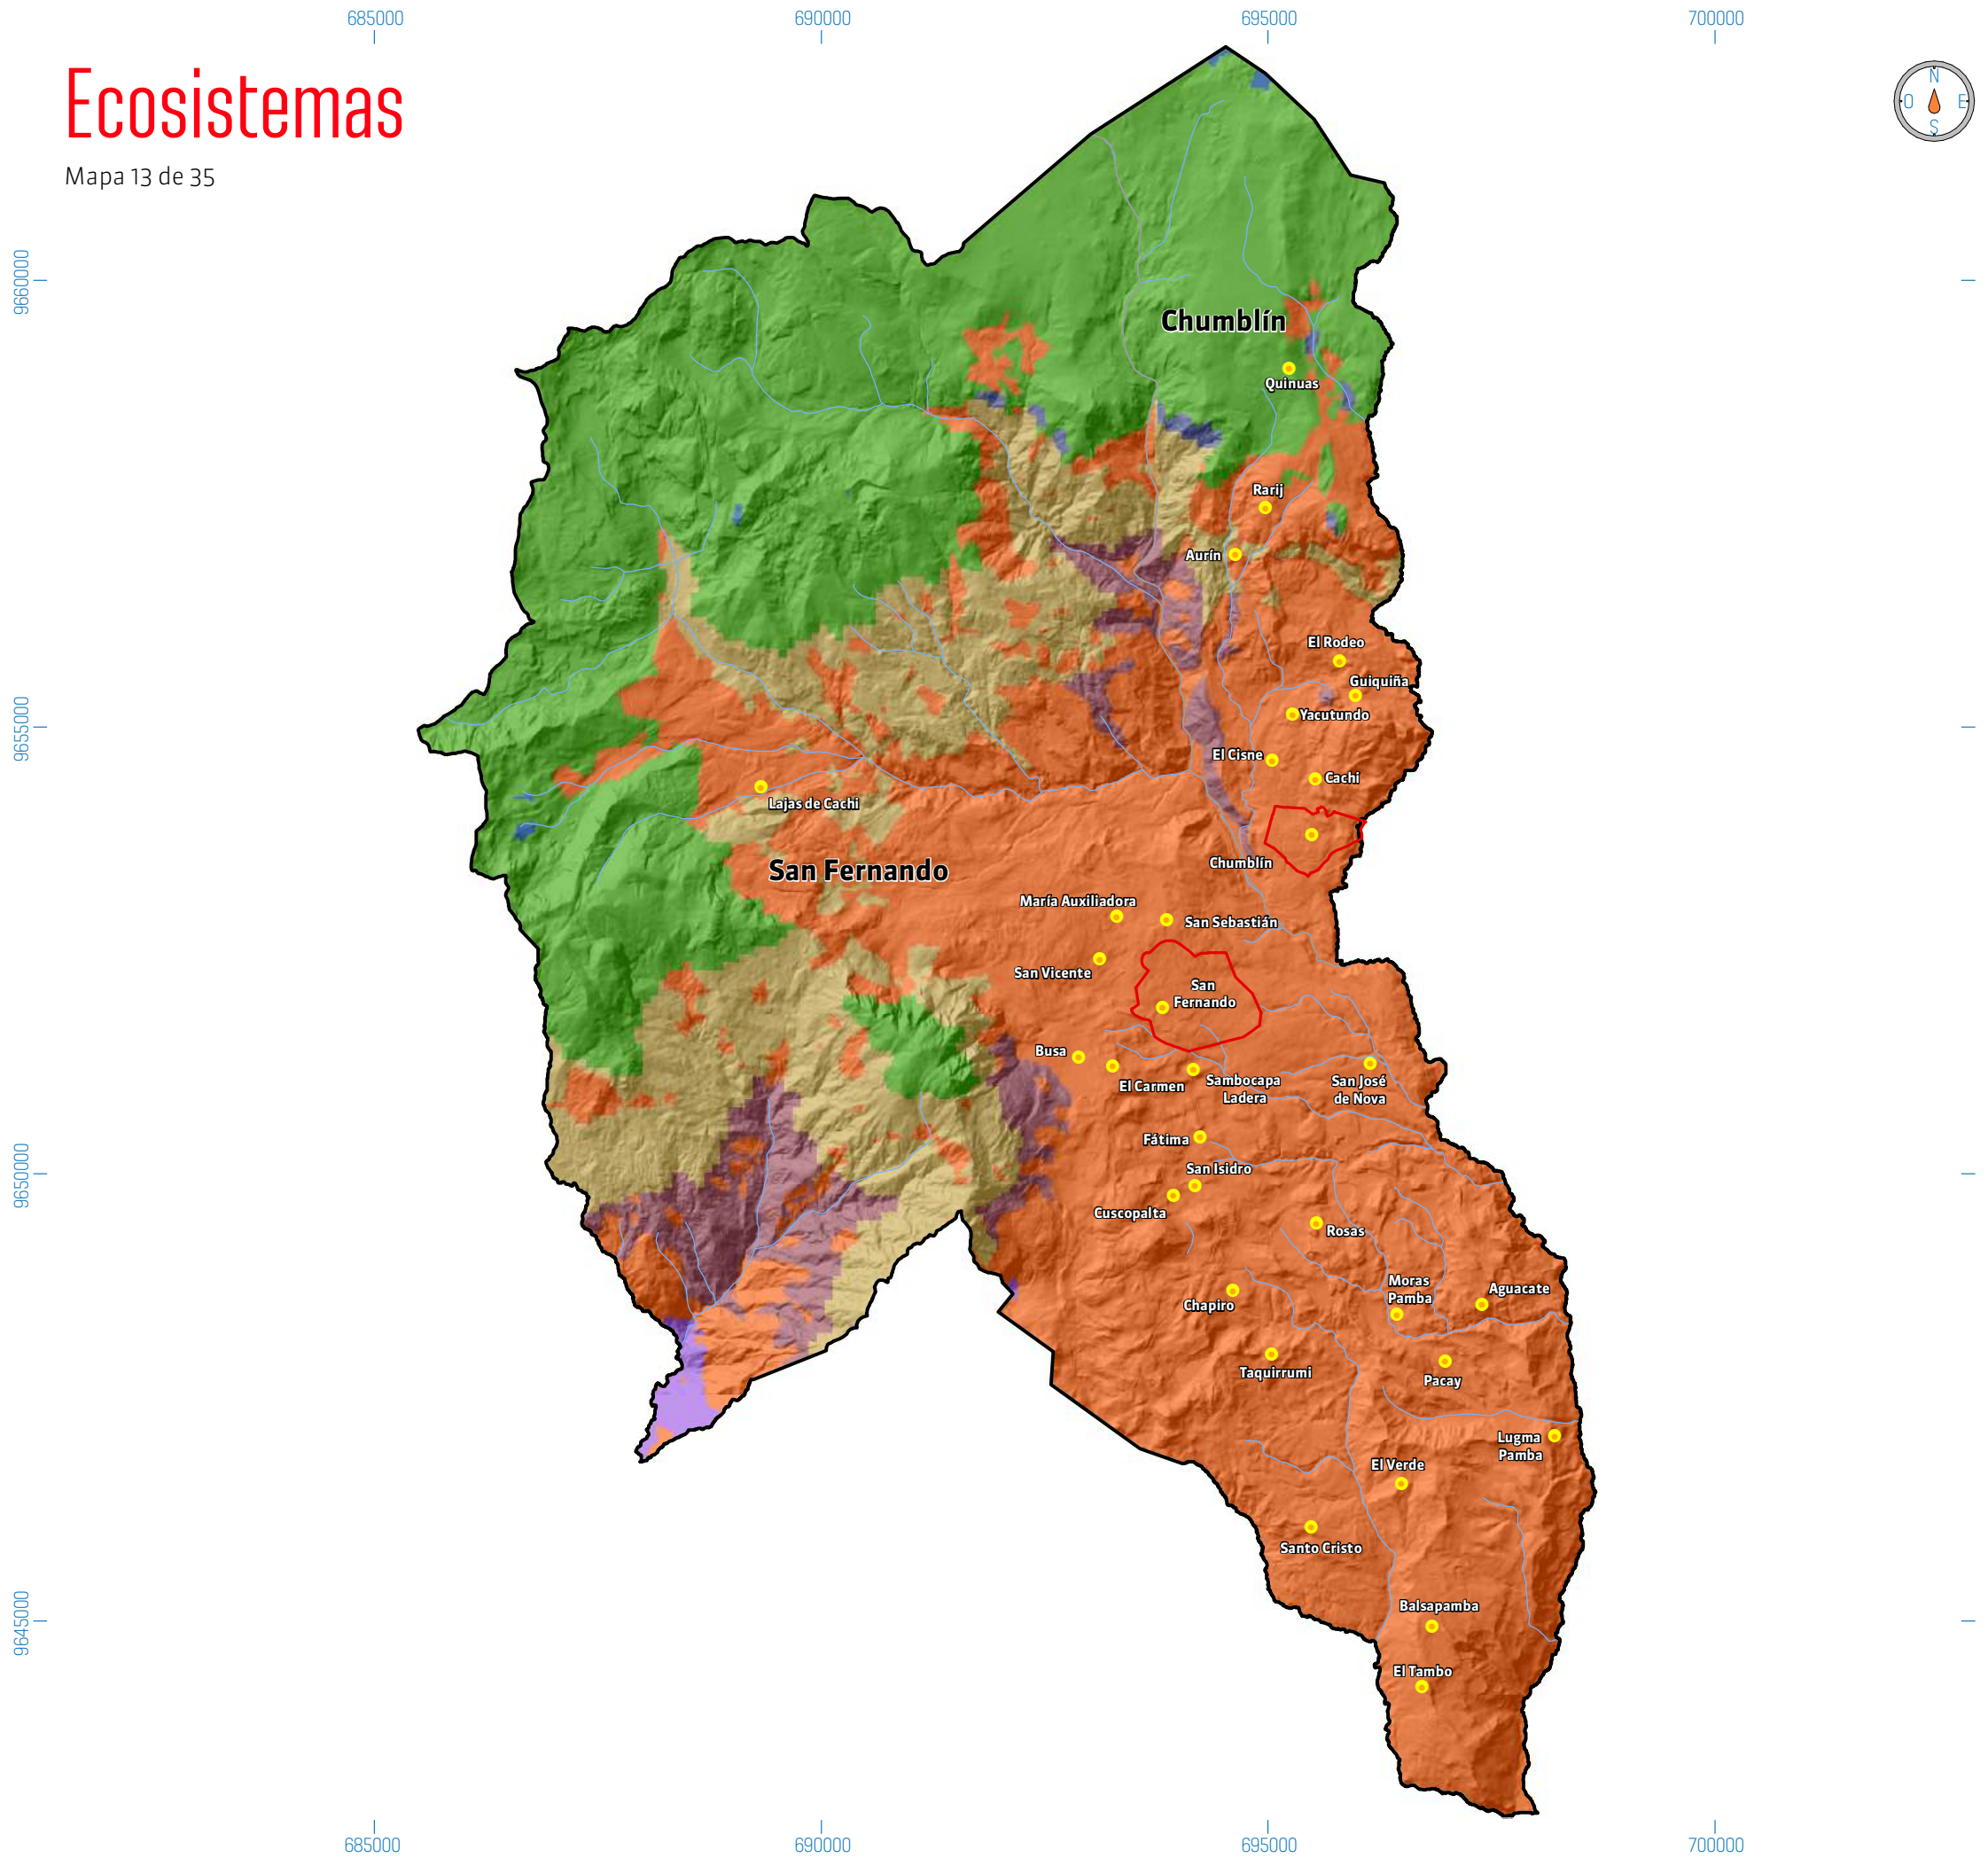 685000
690000
695000
700000
Ecosistemas
Mapa 13 de 35
N
O
E
S
9660000
Chumblín
Quinuas
Rarij
Aurín
El Rodeo
Guiquiña
9655000
Yacutundo
El Cisne
Cachi
Lajas de Cachi
Chumblín
San Fernando
María Auxiliadora
San Sebastián
San Vicente
San
Fernando
Busa
El Carmen
Sambocapa
Ladera
San José
de Nova
Fátima
San Isidro
9650000
Cuscopalta
Rosas
Moras
Pamba
Aguacate
Chapiro
Taquirrumi
Pacay
Lugma
Pamba
El Verde
Santo Cristo
Balsapamba
9645000
El Tambo
685000
690000
695000
700000